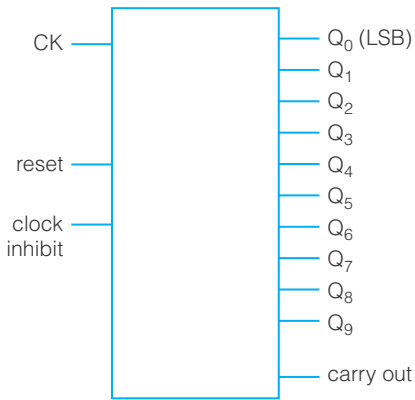 CK
reset
clock
inhibit
Q₀ (LSB)
Q₁
Q₂
Q₃
Q₄
Q₅
Q₆
Q₇
Q₈
Q₉
carry out